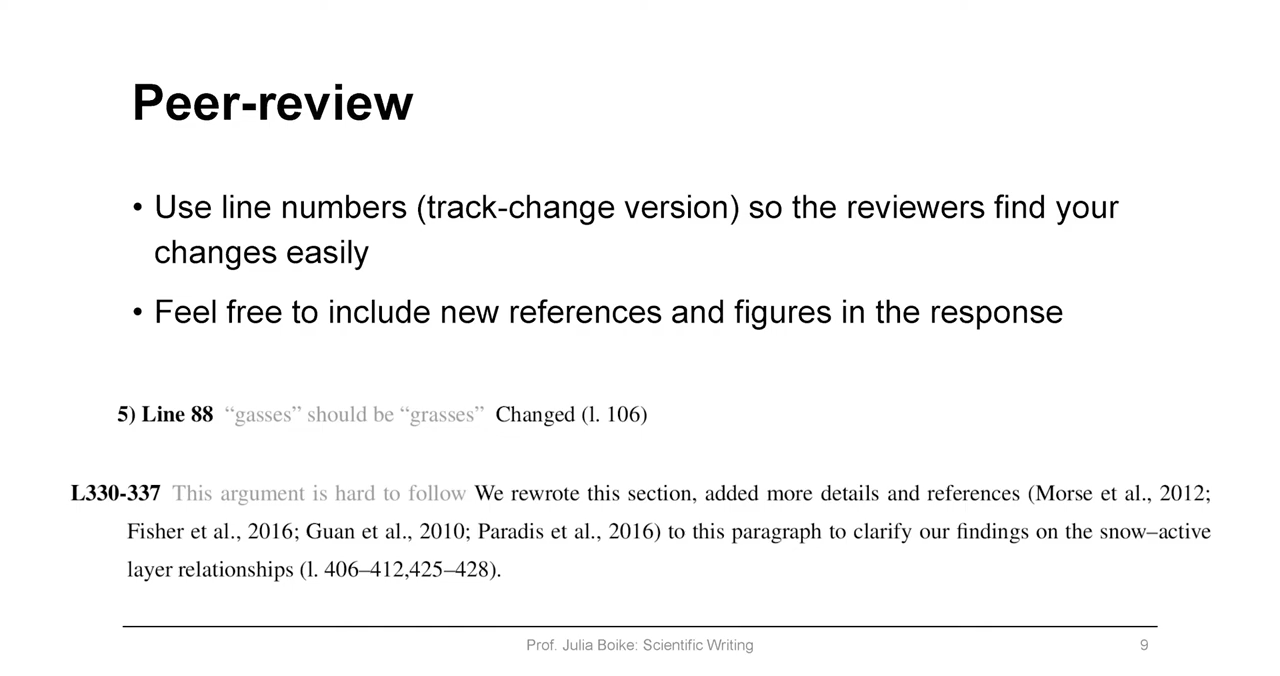 Peer-review
• Use line numbers (track-change version) so the reviewers find your
changes easily
• Feel free to include new references and figures in the response
5) Line 88 “gasses” should be “grasses” Changed (l. 106)
L330-337 This argument is hard to follow We rewrote this section, added more details and references (Morse et al., 2012;
Fisher et al., 2016; Guan et al., 2010; Paradis et al., 2016) to this paragraph to clarify our findings on the snow–active
layer relationships (l. 406–412,425–428).
Prof. Julia Boike: Scientific Writing
9